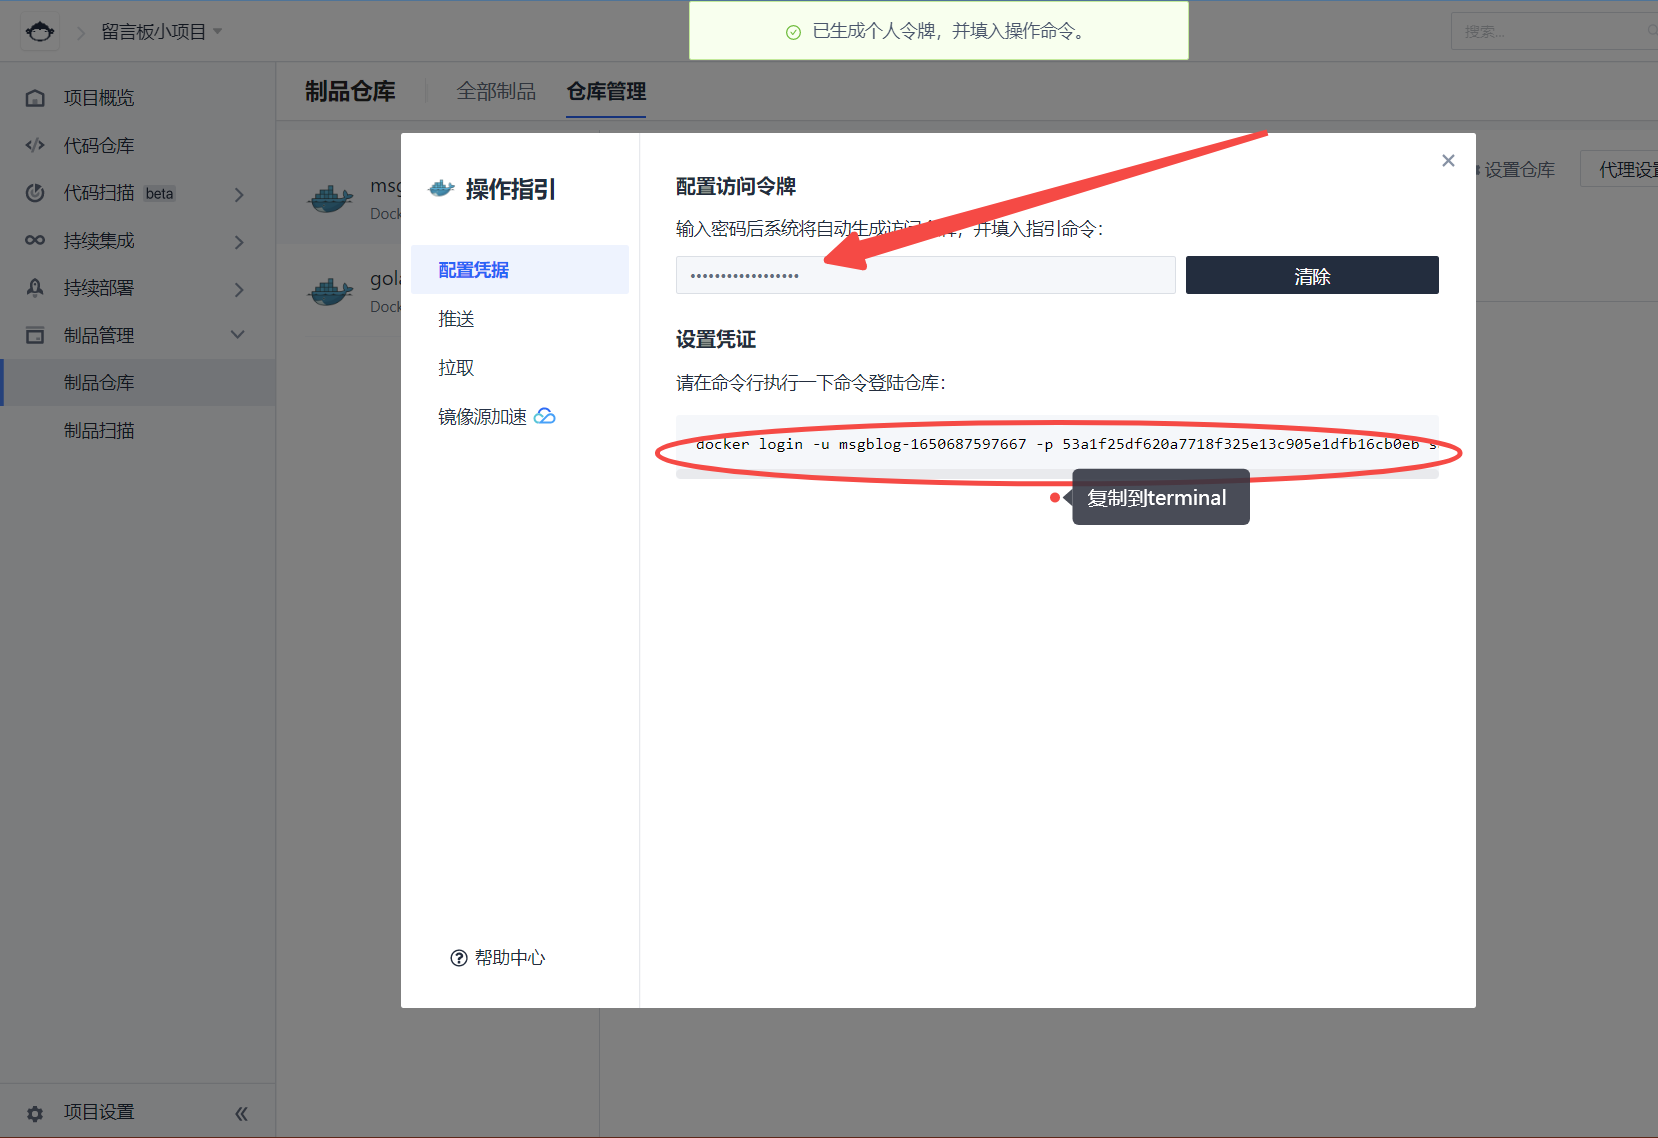 留言板小项目
已生成个人令牌，并填入操作命令。
搜索...
项目概览
代码仓库
代码扫描 beta
持续集成
持续部署
制品管理
制品仓库
制品扫描
项目设置
制品仓库 全部制品 仓库管理
设置仓库
操作指引
配置凭据
推送
拉取
镜像源加速
帮助中心
配置访问令牌
输入密码后系统将自动生成访问令牌，并填入指引命令：
清除
设置凭证
请在命令行执行一下命令登陆仓库：
docker login -u msgblog-1650687597667 -p 53a1f25df620a7718f325e13c905e1dfb16cb0eb s
复制到terminal